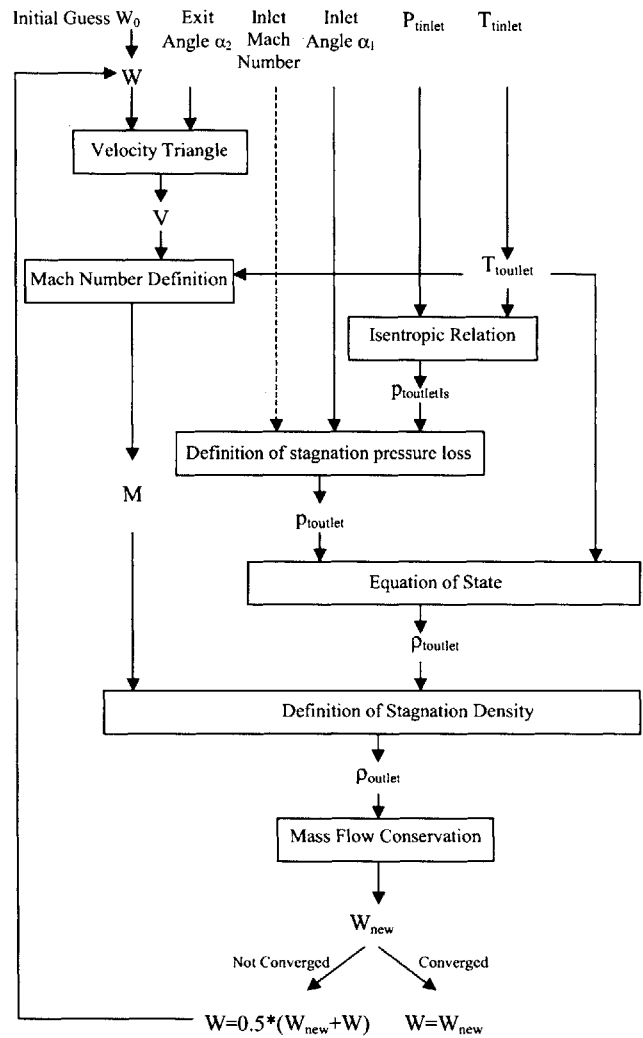 Initial Guess W₀
Exit
Angle α₂
Inlet
Mach
Number
Inlet
Angle α₁
Pₜᵢₙₗₑₜ
Tₜᵢₙₗₑₜ
W
Velocity Triangle
V
Mach Number Definition
Tₜₒᵤₜₗₑₜ
Isentropic Relation
pₜₒᵤₜₗₑₜIs
Definition of stagnation pressure loss
M
pₜₒᵤₜₗₑₜ
Equation of State
ρₜₒᵤₜₗₑₜ
Definition of Stagnation Density
ρₒᵤₜₗₑₜ
Mass Flow Conservation
Wₙₑw
Not Converged
Converged
W=0.5*(Wₙₑw+W)
W=Wₙₑw